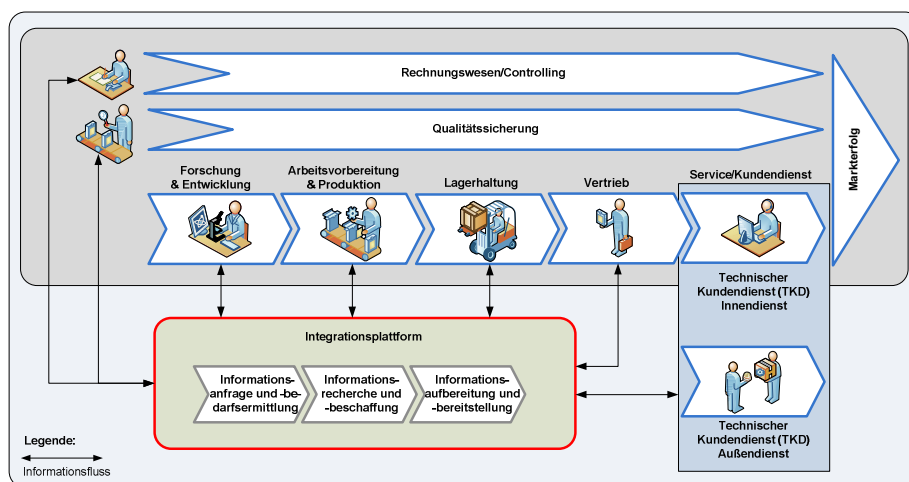 Rechnungswesen/Controlling
Qualitätssicherung
Markterfolg
Forschung
& Entwicklung
Arbeitsvorbereitung
& Produktion
Lagerhaltung
Vertrieb
Service/Kundendienst
Technischer
Kundendienst (TKD)
Innendienst
Integrationsplattform
Informations-
anfrage und -be-
darfsermittlung
Informations-
recherche und
-beschaffung
Informations-
aufbereitung und
-bereitstellung
Technischer
Kundendienst (TKD)
Außendienst
Legende:
Informationsfluss